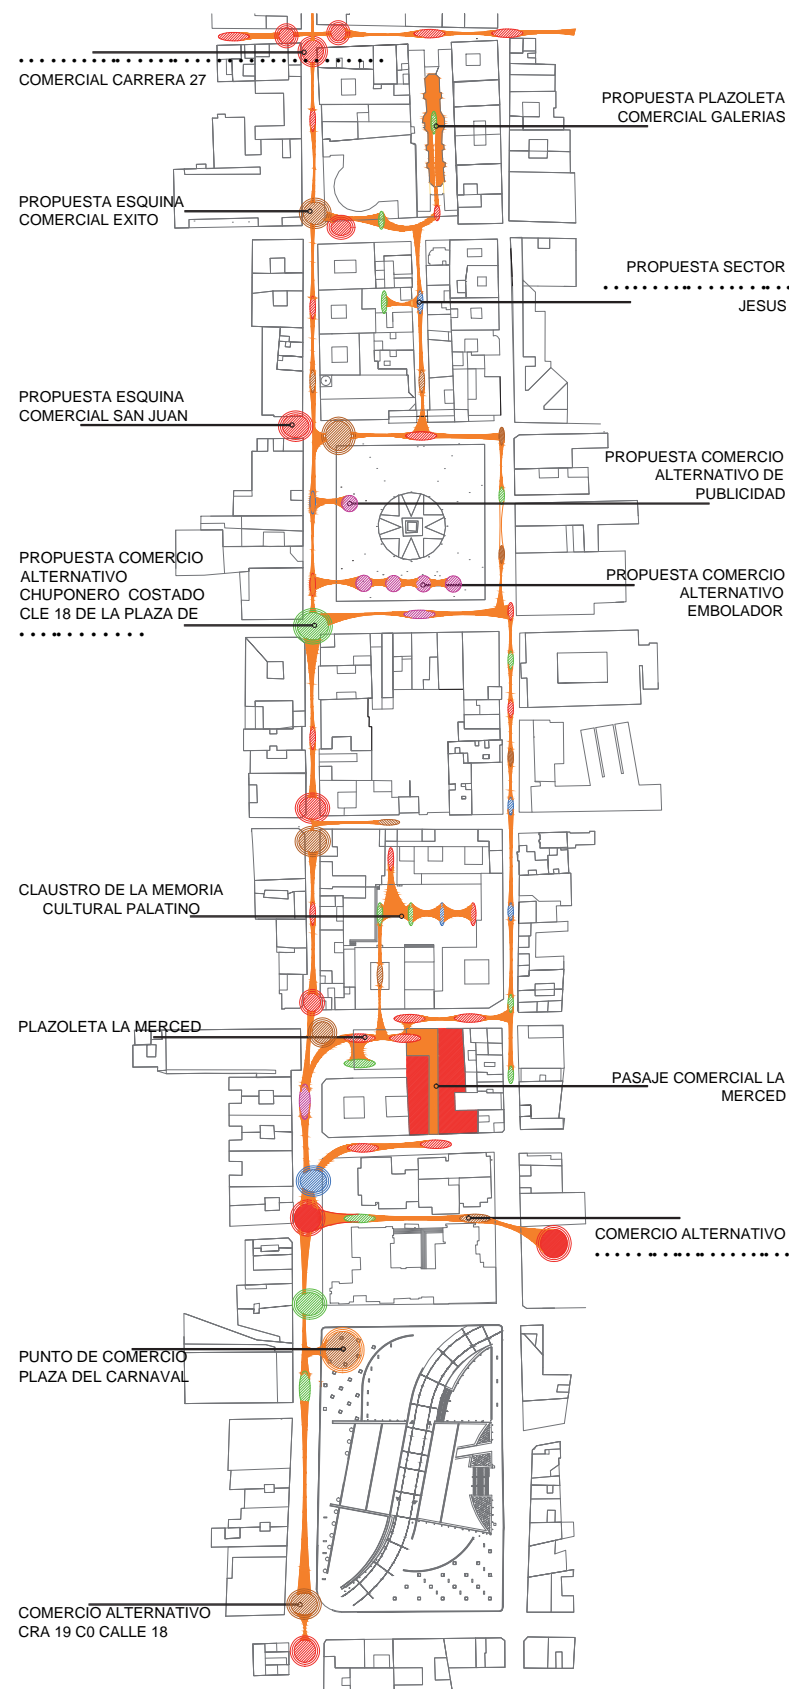 COMERCIAL CARRERA 27
PROPUESTA PLAZOLETA
COMERCIAL GALERIAS
PROPUESTA ESQUINA
COMERCIAL EXITO
PROPUESTA SECTOR
JESUS
PROPUESTA ESQUINA
COMERCIAL SAN JUAN
PROPUESTA COMERCIO
ALTERNATIVO DE
PUBLICIDAD
PROPUESTA COMERCIO
ALTERNATIVO
CHUPONERO COSTADO
CLE 18 DE LA PLAZA DE
PROPUESTA COMERCIO
ALTERNATIVO
EMBOLADOR
CLAUSTRO DE LA MEMORIA
CULTURAL PALATINO
PLAZOLETA LA MERCED
PASAJE COMERCIAL LA
MERCED
COMERCIO ALTERNATIVO
PUNTO DE COMERCIO
PLAZA DEL CARNAVAL
COMERCIO ALTERNATIVO
CRA 19 C0 CALLE 18